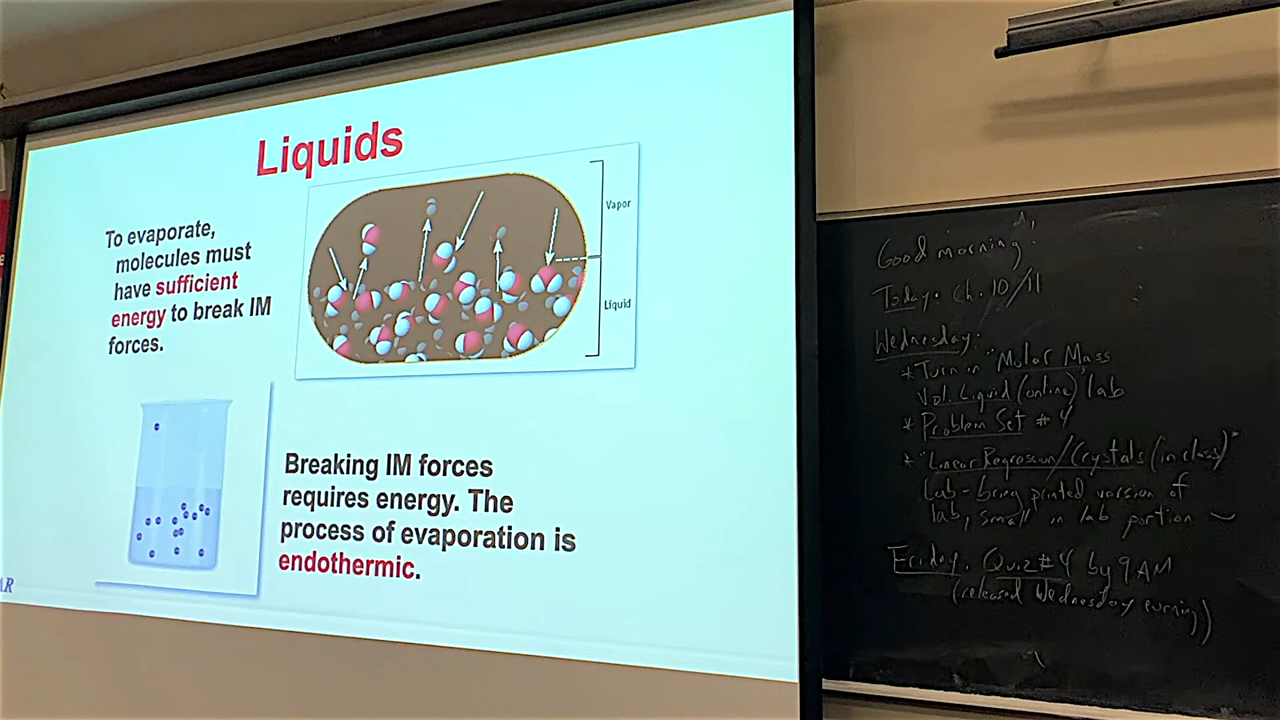 Liquids
To evaporate,
molecules must
have sufficient
energy to break IM
forces.
Vapor
Liquid
Breaking IM forces
requires energy. The
process of evaporation is
endothermic.
AR
Good morning!
Today: Ch. 10/11
Wednesday:
* Turn in "Molar Mass
Vol. Liquid (online)" lab
* Problem Set #4
* "Linear Regression/Crystals (in class)"
Lab - bring printed version of
lab, in lab portion
Friday. Quiz #4 by 9AM
(released Wednesday evening)